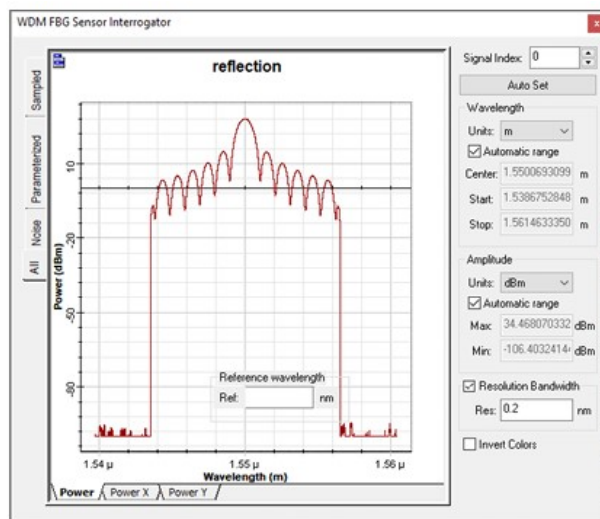 WDM FBG Sensor Interrogator
x
Sampled
Parameterized
Noise
All
reflection
Power (dBm)
10
-20
-50
-80
Reference wavelength
Ref:
nm
1.54 µ
1.55 µ
1.56 µ
Wavelength (m)
Power
Power X
Power Y
Signal Index: 0
Auto Set
Wavelength
Units: m
Automatic range
Center: 1.5500693099 m
Start: 1.5386752848 m
Stop: 1.5614633350 m
Amplitude
Units: dBm
Automatic range
Max: 34.468070332 dBm
Min: -106.4032414 dBm
Resolution Bandwidth
Res: 0.2 nm
Invert Colors